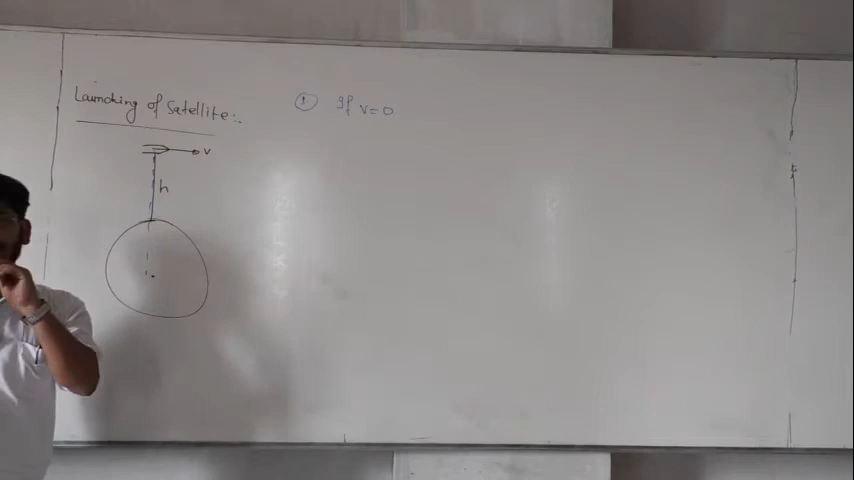 Launching of Satellite:.
① If v=0
v
h